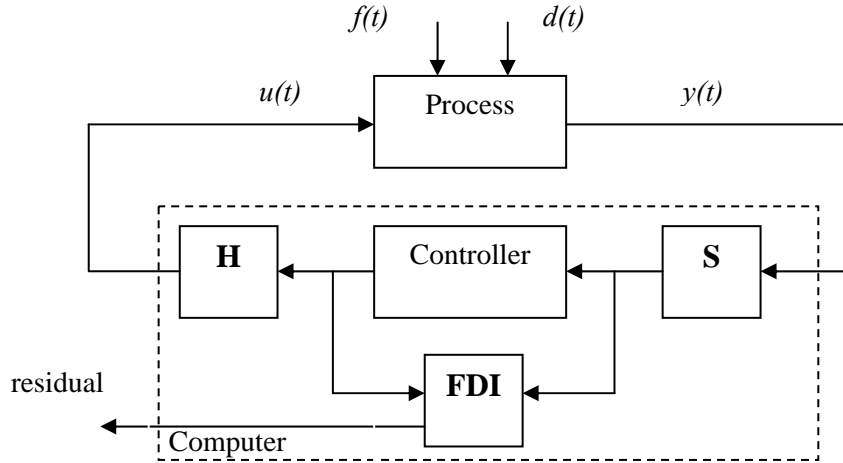 f(t)
d(t)
u(t)
Process
y(t)
H
Controller
S
FDI
residual
Computer